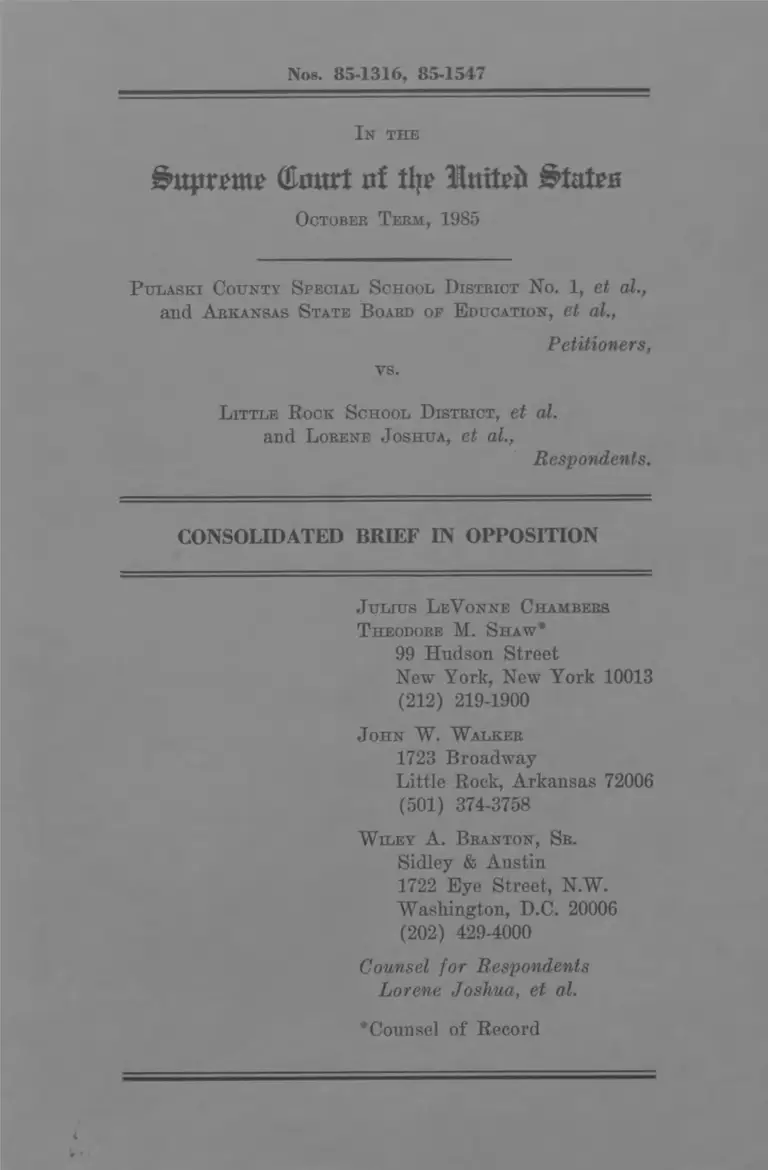 Nos. 85-1316, 85-1547
IN THE
Supreme Court of the United States
OCTOBER TERM, 1985
PULASKI COUNTY SPECIAL SCHOOL DISTRICT NO. 1, et al.,
and ARKANSAS STATE BOARD OF EDUCATION, et al.,
Petitioners,
vs.
LITTLE ROCK SCHOOL DISTRICT, et al.
and LORENE JOSHUA, et al.,
Respondents.
CONSOLIDATED BRIEF IN OPPOSITION
JULIUS LEVONNE CHAMBERS
THEODORE M. SHAW*
99 Hudson Street
New York, New York 10013
(212) 219-1900
JOHN W. WALKER
1723 Broadway
Little Rock, Arkansas 72006
(501) 374-3758
WILEY A. BRANTON, SR.
Sidley & Austin
1722 Eye Street, N.W.
Washington, D.C. 20006
(202) 429-4000
Counsel for Respondents
Lorene Joshua, et al.
*Counsel of Record